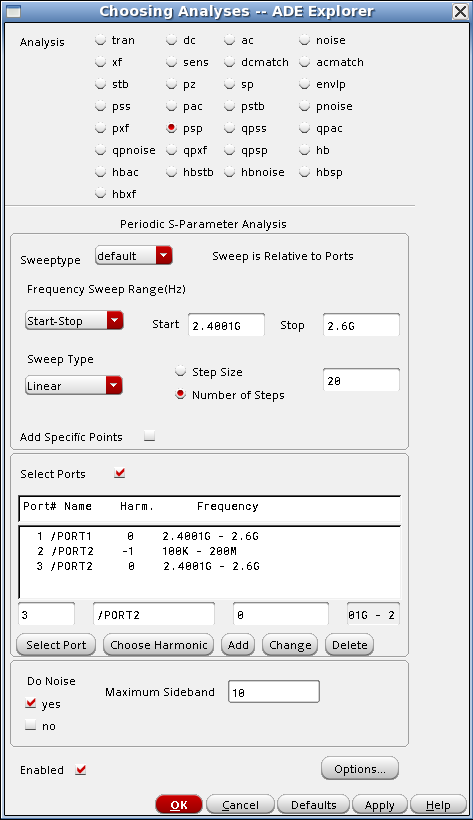 Choosing Analyses -- ADE Explorer
Analysis
tran dc ac noise
xf sens dcmatch acmatch
stb pz sp envlp
pss pac pstb pnoise
pxf psp qpss qpac
qpnoise qpxf qpsp hb
hbac hbstb hbnoise hbsp
hbxf
Periodic S-Parameter Analysis
Sweeptype default Sweep is Relative to Ports
Frequency Sweep Range(Hz)
Start-Stop Start 2.4001G Stop 2.6G
Sweep Type
Step Size
Linear 20
Number of Steps
Add Specific Points
Select Ports
Port# Name Harm. Frequency
1 /PORT1 0 2.4001G - 2.6G
2 /PORT2 -1 100K - 200M
3 /PORT2 0 2.4001G - 2.6G
3 /PORT2 0 01G - 2
Select Port Choose Harmonic Add Change Delete
Do Noise
Maximum Sideband 10
yes
no
Enabled Options...
OK Cancel Defaults Apply Help